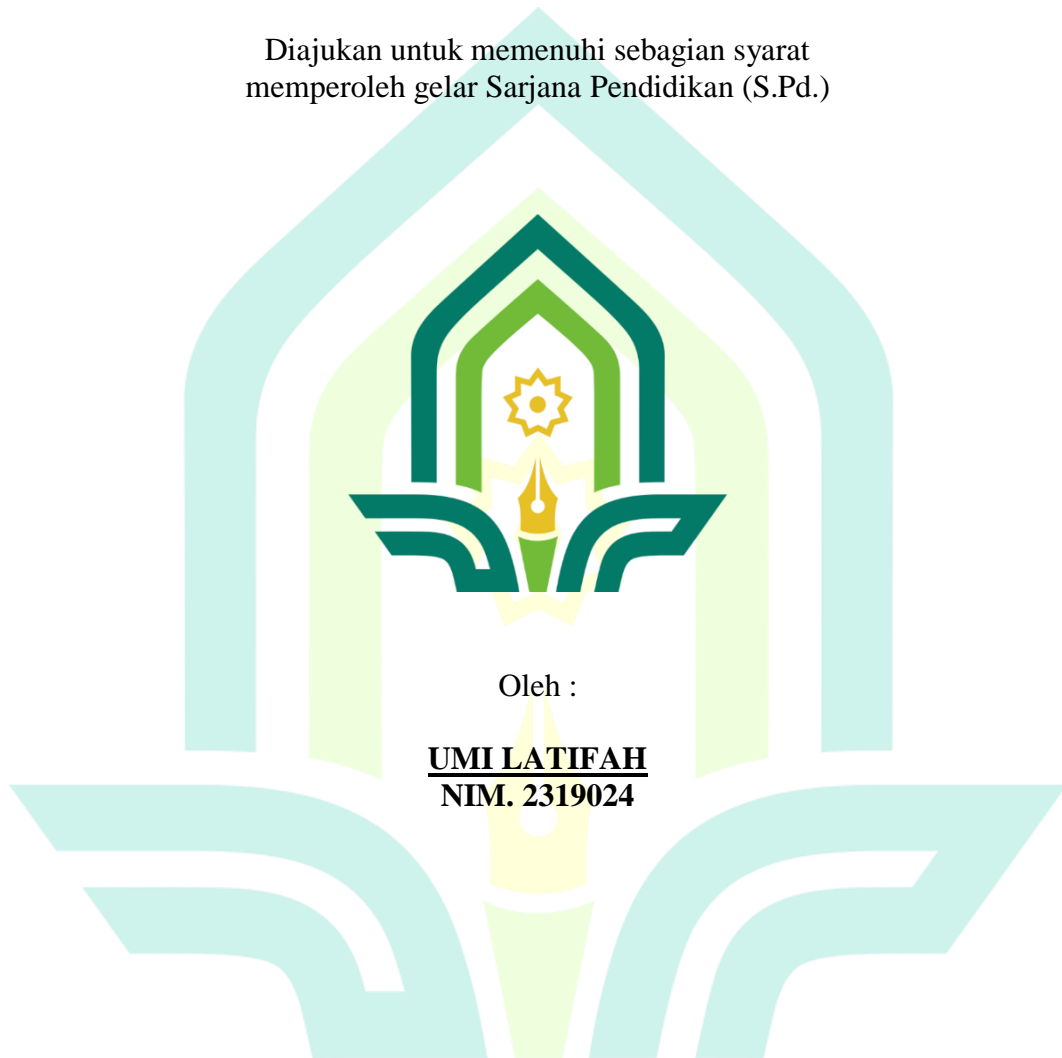 Diajukan untuk memenuhi sebagian syarat
memperoleh gelar Sarjana Pendidikan (S.Pd.)
Oleh :
UMI LATIFAH
NIM. 2319024